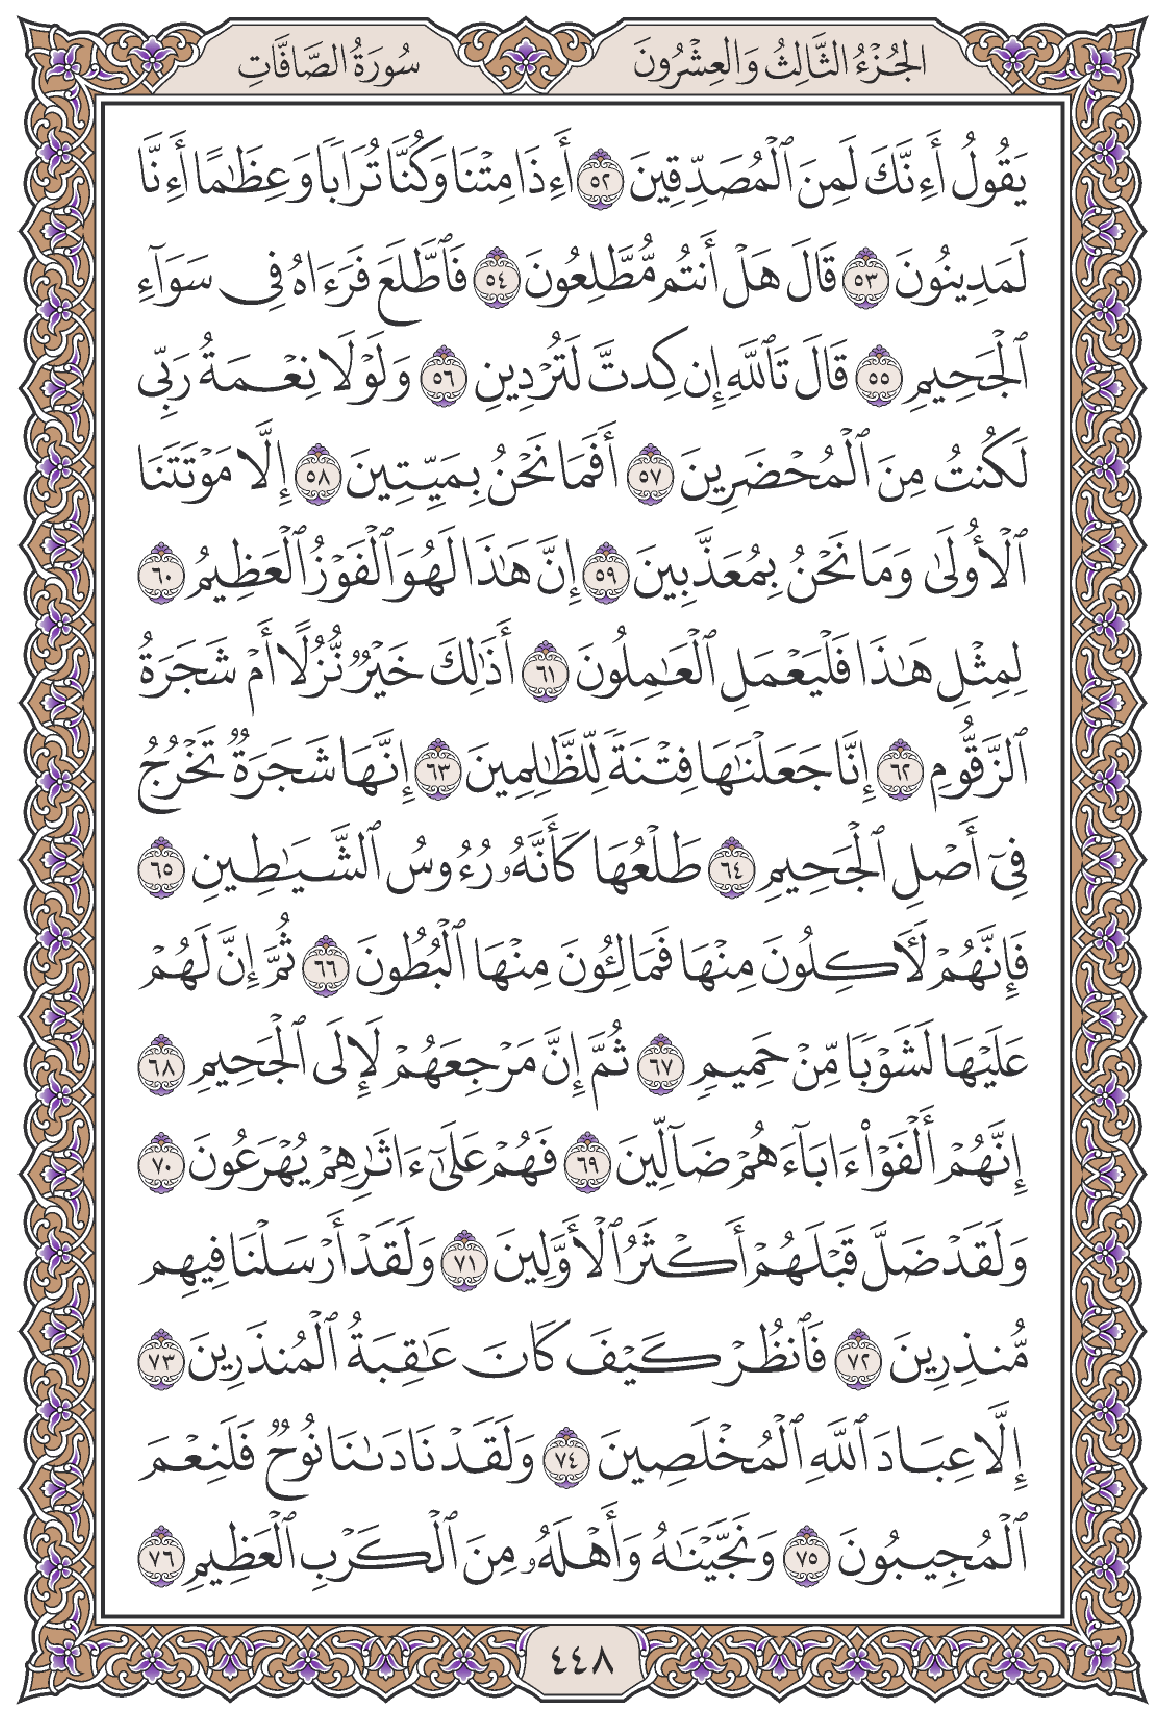 الجُزْءُ الثَّالِثُ وَالعِشْرُونَ
سُورَةُ الصَّافَّاتِ
يَقُولُ أَءِنَّكَ لَمِنَ ٱلْمُصَدِّقِينَ ٥٢ أَءِذَا مِتْنَا وَكُنَّا تُرَابٗا وَعِظَٰمًا أَءِنَّا
لَمَدِينُونَ ٥٣ قَالَ هَلْ أَنتُم مُّطَّلِعُونَ ٥٤ فَٱطَّلَعَ فَرَءَاهُ فِي سَوَآءِ
ٱلْجَحِيمِ ٥٥ قَالَ تَٱللَّهِ إِن كِدتَّ لَتُرْدِينِ ٥٦ وَلَوْلَا نِعْمَةُ رَبِّي
لَكُنتُ مِنَ ٱلْمُحْضَرِينَ ٥٧ أَفَمَا نَحْنُ بِمَيِّتِينَ ٥٨ إِلَّا مَوْتَتَنَا
ٱلْأُولَىٰ وَمَا نَحْنُ بِمُعَذَّبِينَ ٥٩ إِنَّ هَٰذَا لَهُوَ ٱلْفَوْزُ ٱلْعَظِيمُ ٦٠
لِمِثْلِ هَٰذَا فَلْيَعْمَلِ ٱلْعَٰمِلُونَ ٦١ أَذَٰلِكَ خَيْرٞ نُّزُلًا أَمْ شَجَرَةُ
ٱلزَّقُّومِ ٦٢ إِنَّا جَعَلْنَٰهَا فِتْنَةٗ لِّلظَّٰلِمِينَ ٦٣ إِنَّهَا شَجَرَةٞ تَخْرُجُ
فِيٓ أَصْلِ ٱلْجَحِيمِ ٦٤ طَلْعُهَا كَأَنَّهُۥ رُءُوسُ ٱلشَّيَٰطِينِ ٦٥
فَإِنَّهُمْ لَأٓكِلُونَ مِنْهَا فَمَالِـُٔونَ مِنْهَا ٱلْبُطُونَ ٦٦ ثُمَّ إِنَّ لَهُمْ
عَلَيْهَا لَشَوْبٗا مِّنْ حَمِيمٖ ٦٧ ثُمَّ إِنَّ مَرْجِعَهُمْ لَإِلَى ٱلْجَحِيمِ ٦٨
إِنَّهُمْ أَلْفَوْاْ ءَابَآءَهُمْ ضَآلِّينَ ٦٩ فَهُمْ عَلَىٰٓ ءَاثَٰرِهِمْ يُهْرَعُونَ ٧٠
وَلَقَدْ ضَلَّ قَبْلَهُمْ أَكْثَرُ ٱلْأَوَّلِينَ ٧١ وَلَقَدْ أَرْسَلْنَا فِيهِم
مُّنذِرِينَ ٧٢ فَٱنظُرْ كَيْفَ كَانَ عَٰقِبَةُ ٱلْمُنذَرِينَ ٧٣
إِلَّا عِبَادَ ٱللَّهِ ٱلْمُخْلَصِينَ ٧٤ وَلَقَدْ نَادَىٰنَا نُوحٞ فَلَنِعْمَ
ٱلْمُجِيبُونَ ٧٥ وَنَجَّيْنَٰهُ وَأَهْلَهُۥ مِنَ ٱلْكَرْبِ ٱلْعَظِيمِ ٧٦
٤٤٨